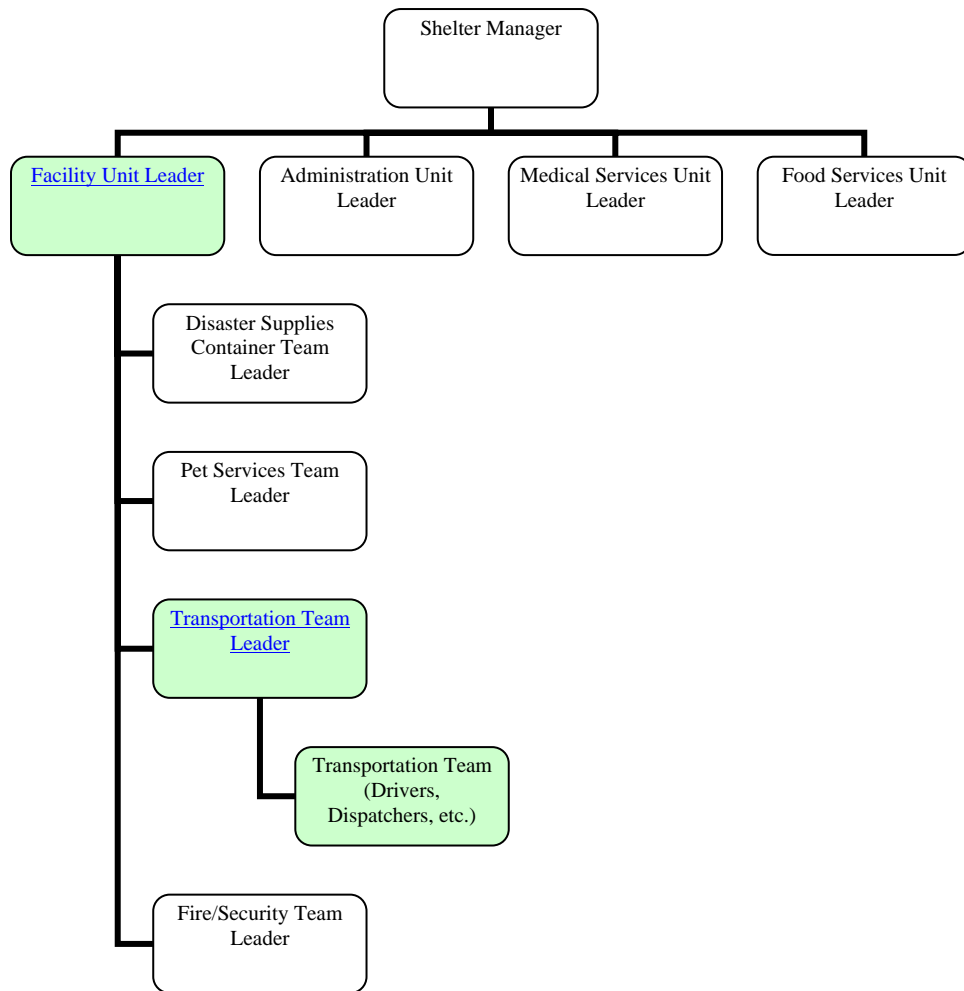 Shelter Manager
Facility Unit Leader
Administration Unit
Leader
Medical Services Unit
Leader
Food Services Unit
Leader
Disaster Supplies
Container Team
Leader
Pet Services Team
Leader
Transportation Team
Leader
Transportation Team
(Drivers,
Dispatchers, etc.)
Fire/Security Team
Leader